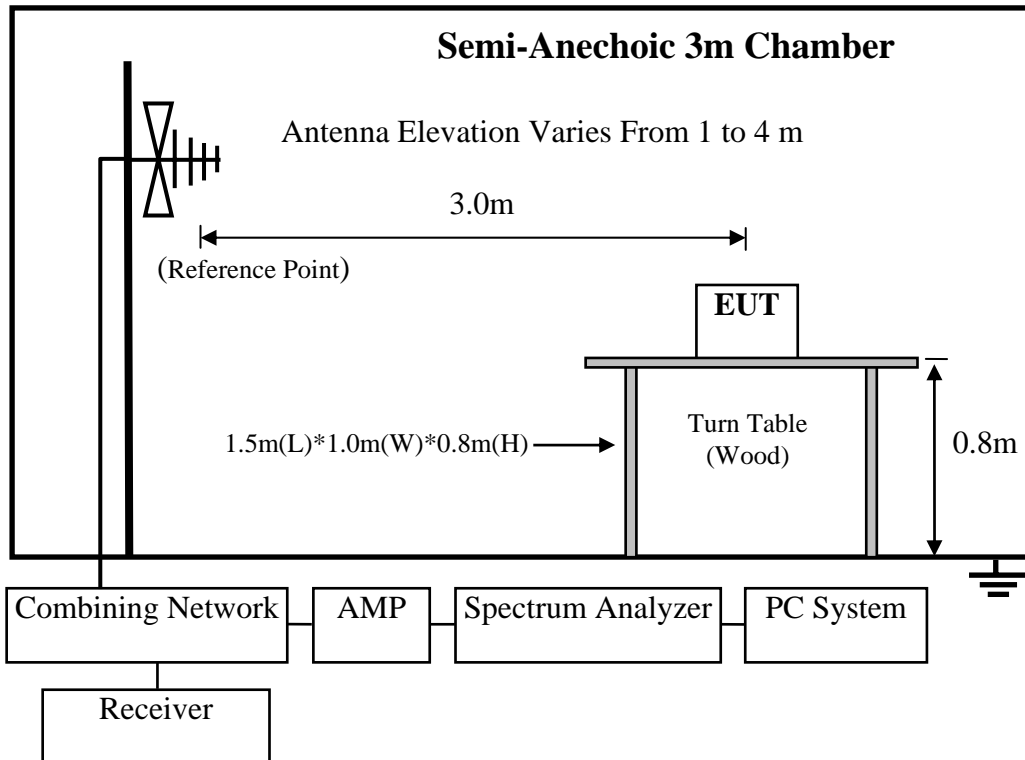 Semi-Anechoic 3m Chamber
Antenna Elevation Varies From 1 to 4 m
3.0m
(Reference Point)
EUT
1.5m(L)*1.0m(W)*0.8m(H)
Turn Table
(Wood)
0.8m
Combining Network
AMP
Spectrum Analyzer
PC System
Receiver